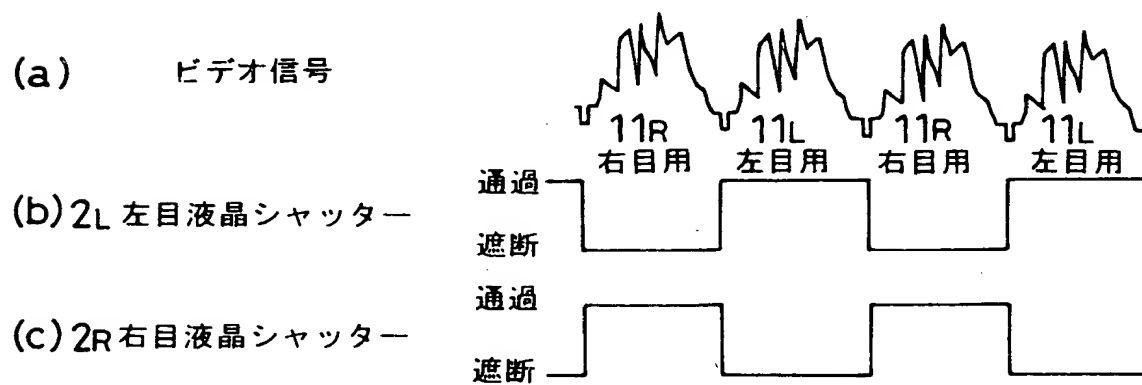 (a) ビデオ信号
11R 11L 11R 11L
右目用 左目用 右目用 左目用
通過
(b) 2L 左目液晶シャッター
遮断
通過
(c) 2R 右目液晶シャッター
遮断